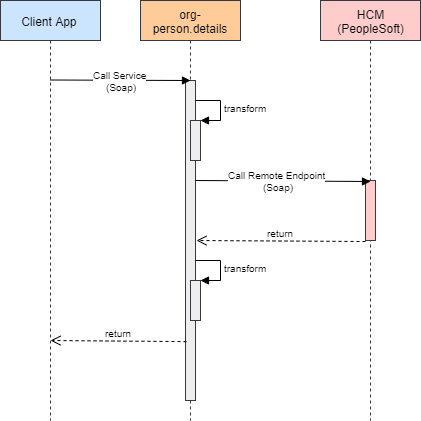 Client App
org-
person.details
HCM
(PeopleSoft)
Call Service
(Soap)
transform
Call Remote Endpoint
(Soap)
return
transform
return